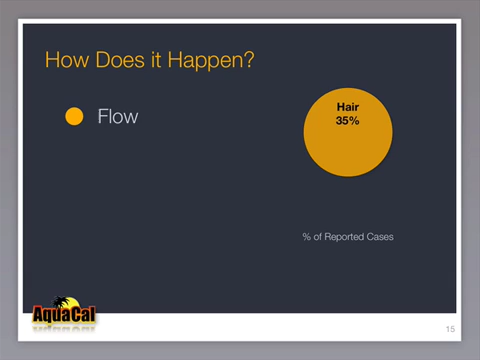 How Does it Happen?
Flow
Hair
35%
% of Reported Cases
AquaCal
15